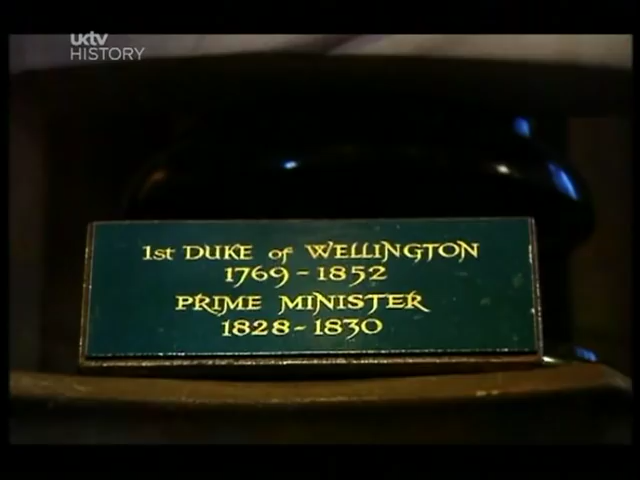 uktv
HISTORY
1st DUKE of WELLINGTON
1769-1852
PRIME MINISTER
1828-1830